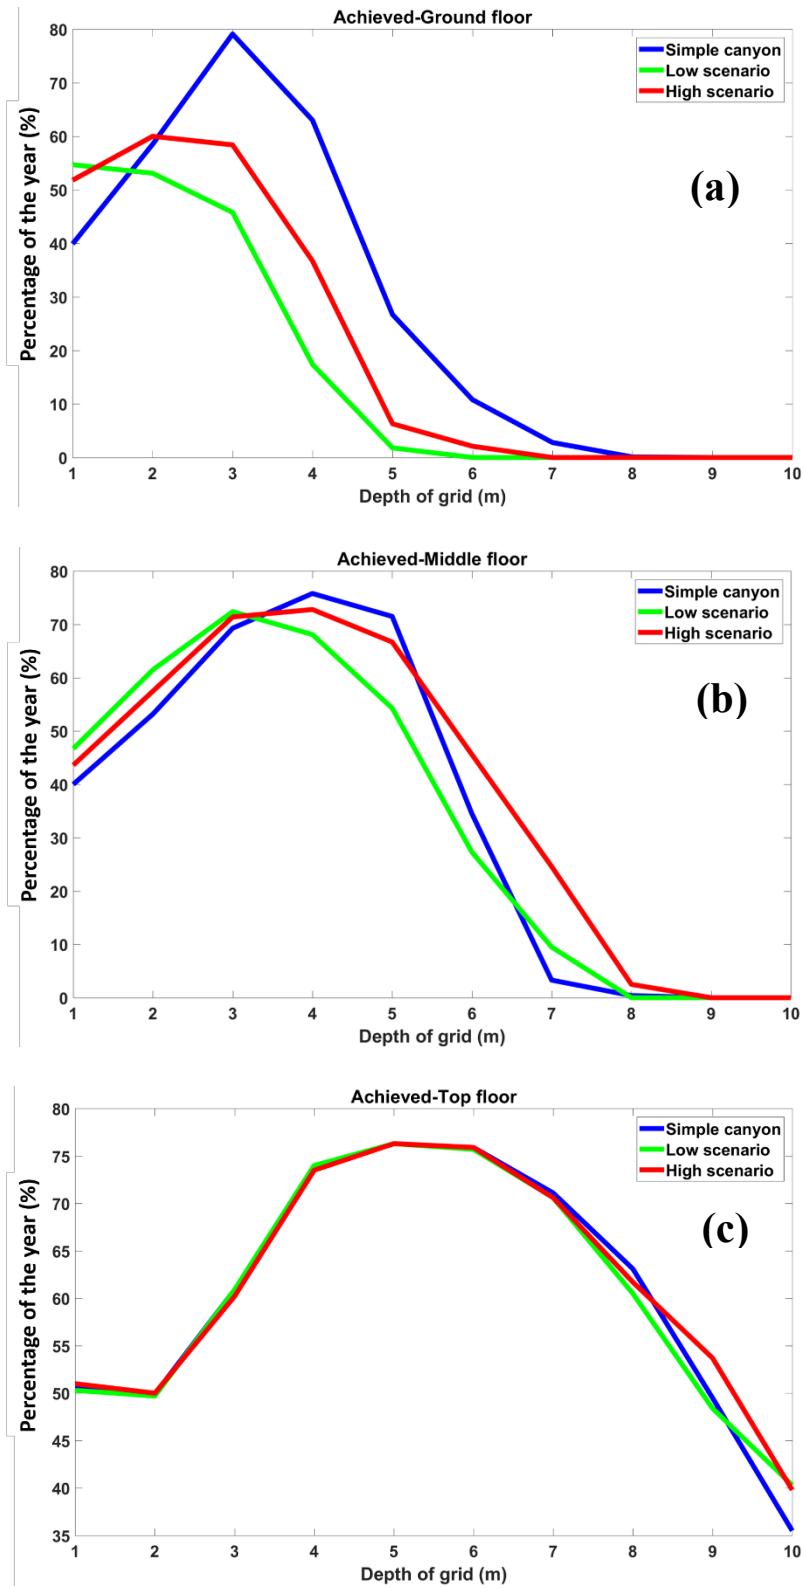 Achieved-Ground floor
80
70
60
50
40
30
20
10
0
Percentage of the year (%)
Simple canyon
Low scenario
High scenario
(a)
1 2 3 4 5 6 7 8 9 10
Depth of grid (m)
Achieved-Middle floor
80
70
60
50
40
30
20
10
0
Percentage of the year (%)
Simple canyon
Low scenario
High scenario
(b)
1 2 3 4 5 6 7 8 9 10
Depth of grid (m)
Achieved-Top floor
80
75
70
65
60
55
50
45
40
35
Percentage of the year (%)
Simple canyon
Low scenario
High scenario
(c)
1 2 3 4 5 6 7 8 9 10
Depth of grid (m)